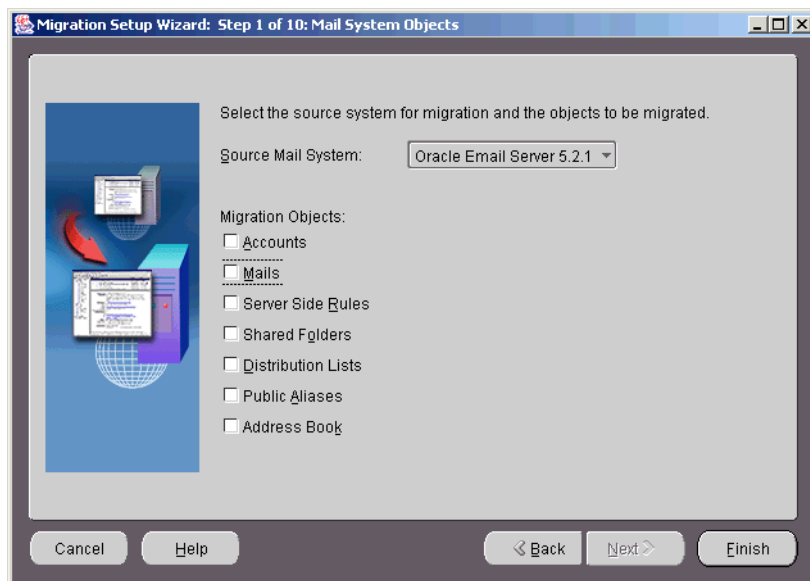 Migration Setup Wizard: Step 1 of 10: Mail System Objects
Select the source system for migration and the objects to be migrated.
Source Mail System: Oracle Email Server 5.2.1
Migration Objects:
Accounts
Mails
Server Side Rules
Shared Folders
Distribution Lists
Public Aliases
Address Book
Cancel Help Back Next Finish